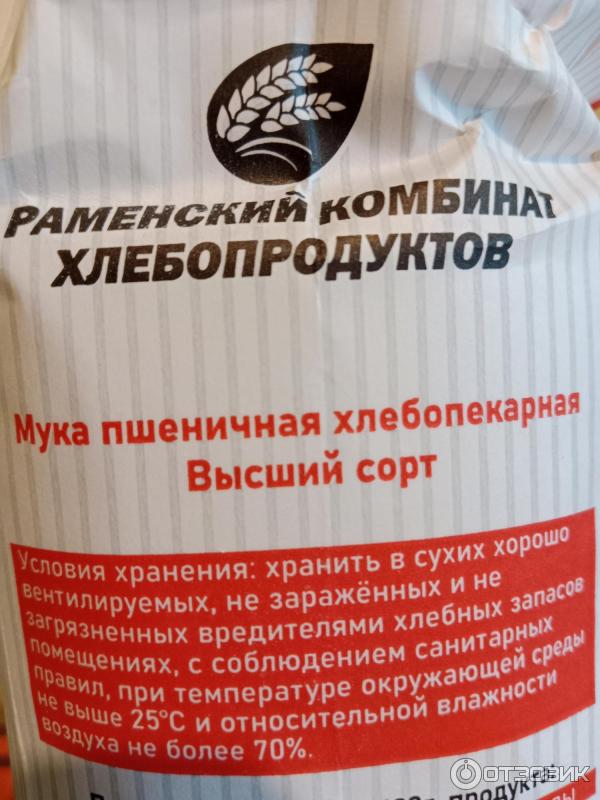 РАМЕНСКИЙ КОМБИНАТ
ХЛЕБОПРОДУКТОВ
Мука пшеничная хлебопекарная
Высший сорт
Условия хранения: хранить в сухих хорошо
вентилируемых, не заражённых и не
загрязненных вредителями хлебных запасов
помещениях, с соблюдением санитарных
правил, при температуре окружающей среды
не выше 25°С и относительной влажности
воздуха не более 70%.
продукта:
ОТЗОВИК